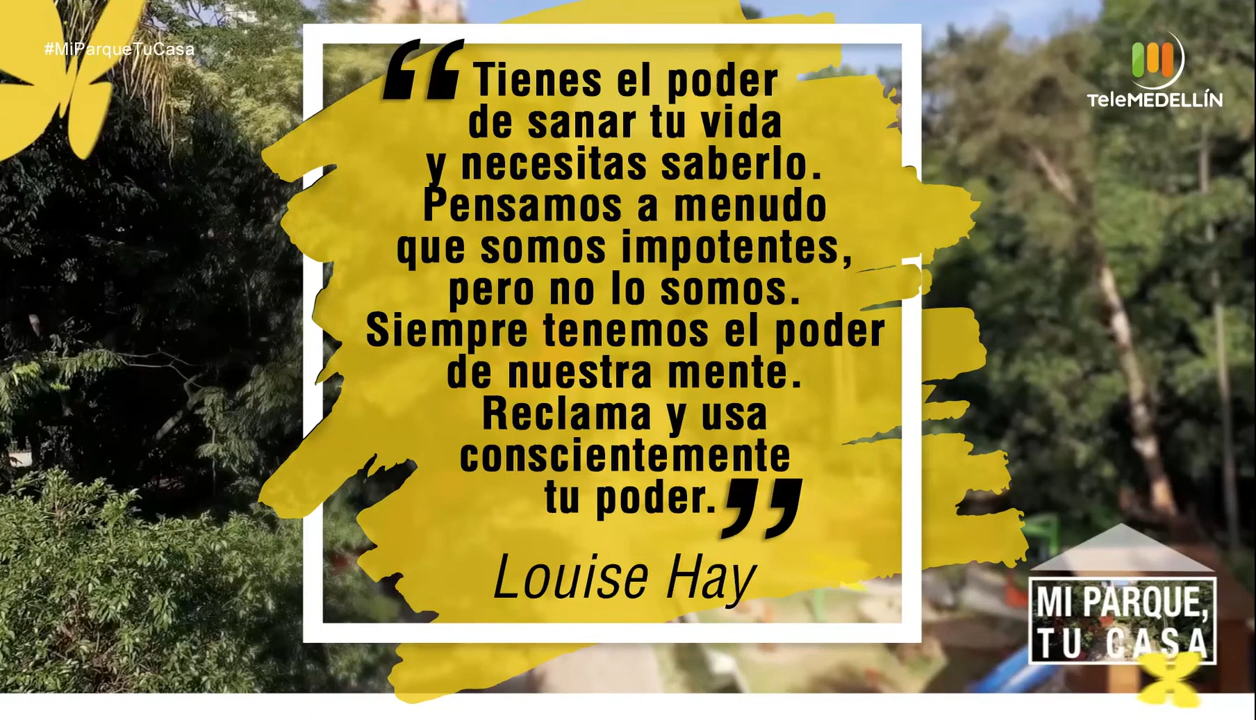 #MiParqueTuCasa
TeleMEDELLÍN
“Tienes el poder
de sanar tu vida
y necesitas saberlo.
Pensamos a menudo
que somos impotentes,
pero no lo somos.
Siempre tenemos el poder
de nuestra mente.
Reclama y usa
conscientemente
tu poder.”
Louise Hay
MI PARQUE,
TU CASA